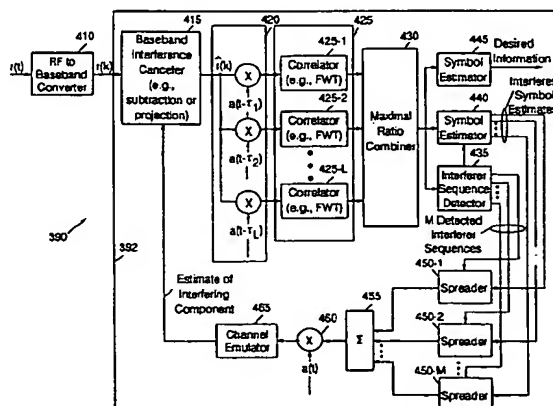 410
415
420
425
430
445
r(t)
RF to
Baseband
Converter
r(k)
Baseband
Interference
Canceler
(e.g.,
subtraction or
projection)
r̂(k)
X
a(t-τ1)
X
a(t-τ2)
X
a(t-τL)
425-1
Correlator
(e.g., FWT)
425-2
Correlator
(e.g., FWT)
425-L
Correlator
(e.g., FWT)
Maximal
Ratio
Combiner
Symbol
Estimator
Desired
Information
440
Symbol
Estimator
Interferer
Symbol
Estimates
435
Interferer
Sequence
Detector
M Detected
Interferer
Sequences
390
392
Estimate of
Interfering
Component
465
Channel
Emulator
460
X
a(t)
455
Σ
450-1
Spreader
450-2
Spreader
450-M
Spreader